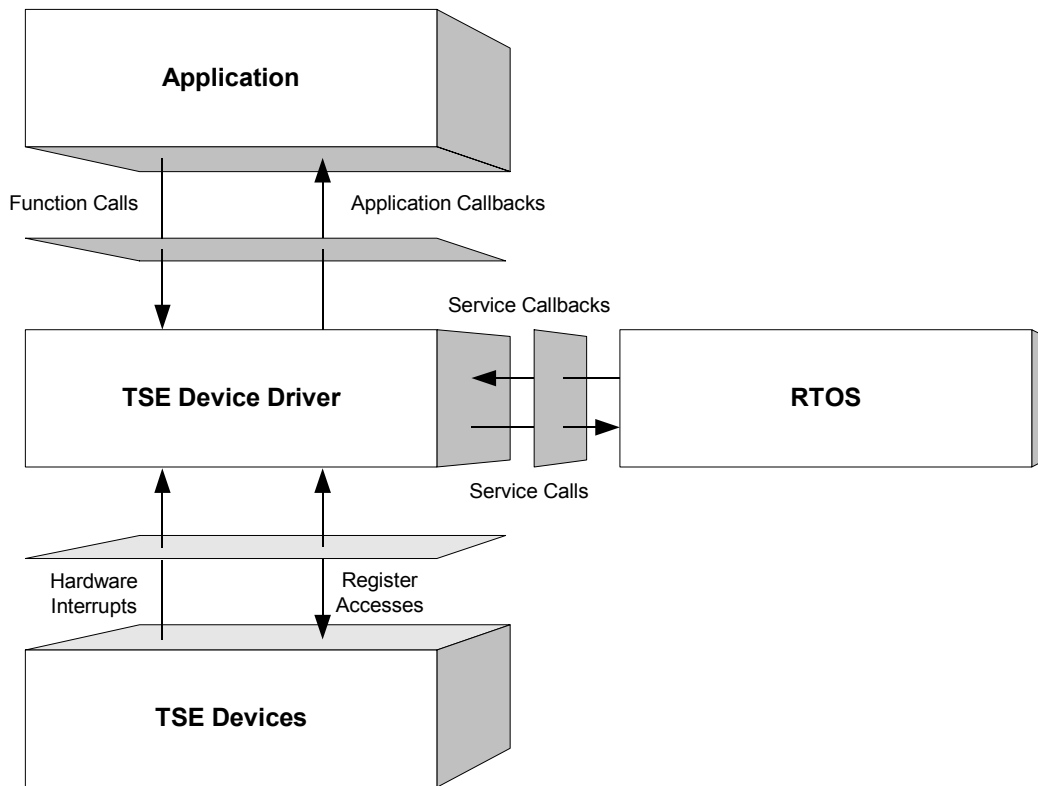 Application
Function Calls
Application Callbacks
Service Callbacks
TSE Device Driver
RTOS
Service Calls
Hardware
Interrupts
Register
Accesses
TSE Devices